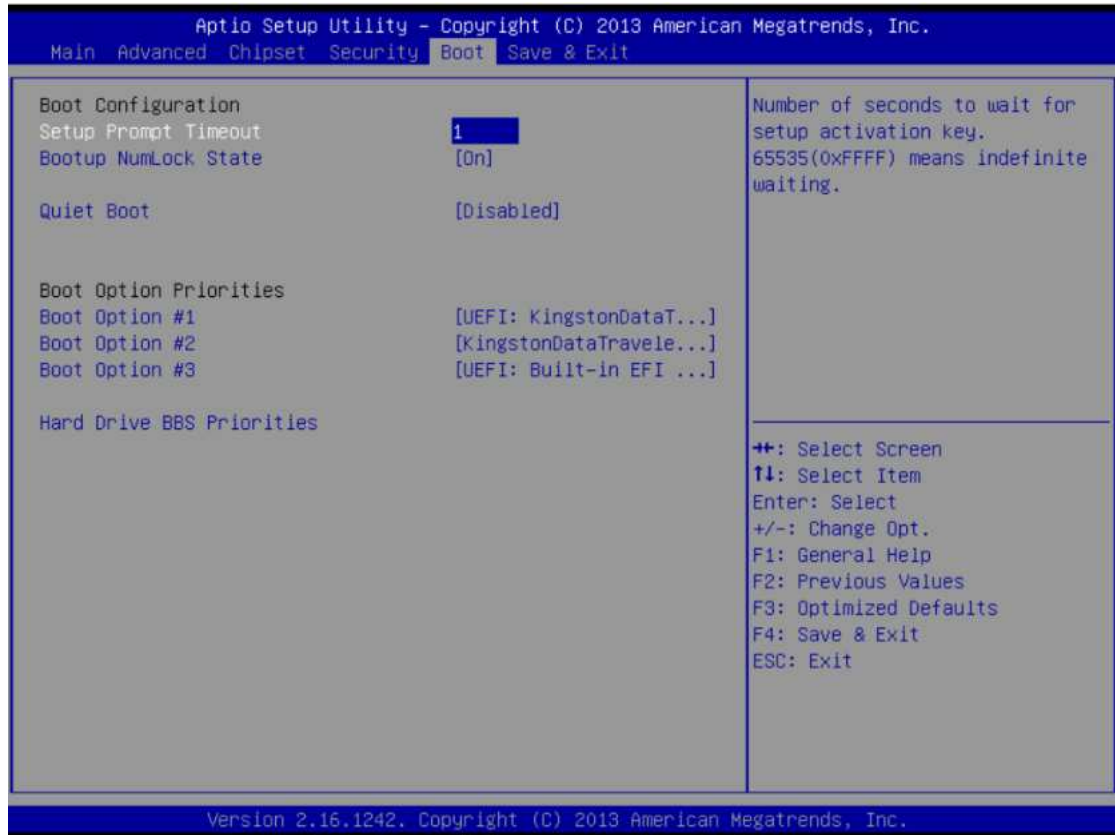 Aptio Setup Utility – Copyright (C) 2013 American Megatrends, Inc.
Main Advanced Chipset Security Boot Save & Exit
Boot Configuration
Setup Prompt Timeout 1
Bootup NumLock State [On]
Quiet Boot [Disabled]
Boot Option Priorities
Boot Option #1 [UEFI: KingstonDataT...]
Boot Option #2 [KingstonDataTravele...]
Boot Option #3 [UEFI: Built-in EFI ...]
Hard Drive BBS Priorities
Number of seconds to wait for
setup activation key.
65535(0xFFFF) means indefinite
waiting.
→←: Select Screen
↑↓: Select Item
Enter: Select
+/-: Change Opt.
F1: General Help
F2: Previous Values
F3: Optimized Defaults
F4: Save & Exit
ESC: Exit
Version 2.16.1242. Copyright (C) 2013 American Megatrends, Inc.